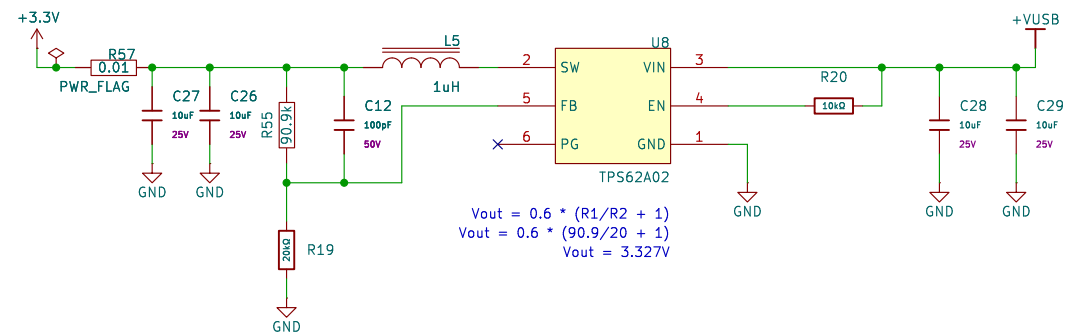 +3.3V
+VUSB
R57
0.01
PWR_FLAG
L5
1uH
U8
2
SW
VIN
3
5
FB
EN
4
6
PG
GND
1
TPS62A02
R20
10kΩ
C27
10uF
25V
C26
10uF
25V
R55
90.9k
C12
100pF
50V
C28
10uF
25V
C29
10uF
25V
GND
GND
GND
GND
GND
R19
20kΩ
GND
Vout = 0.6 * (R1/R2 + 1)
Vout = 0.6 * (90.9/20 + 1)
Vout = 3.327V